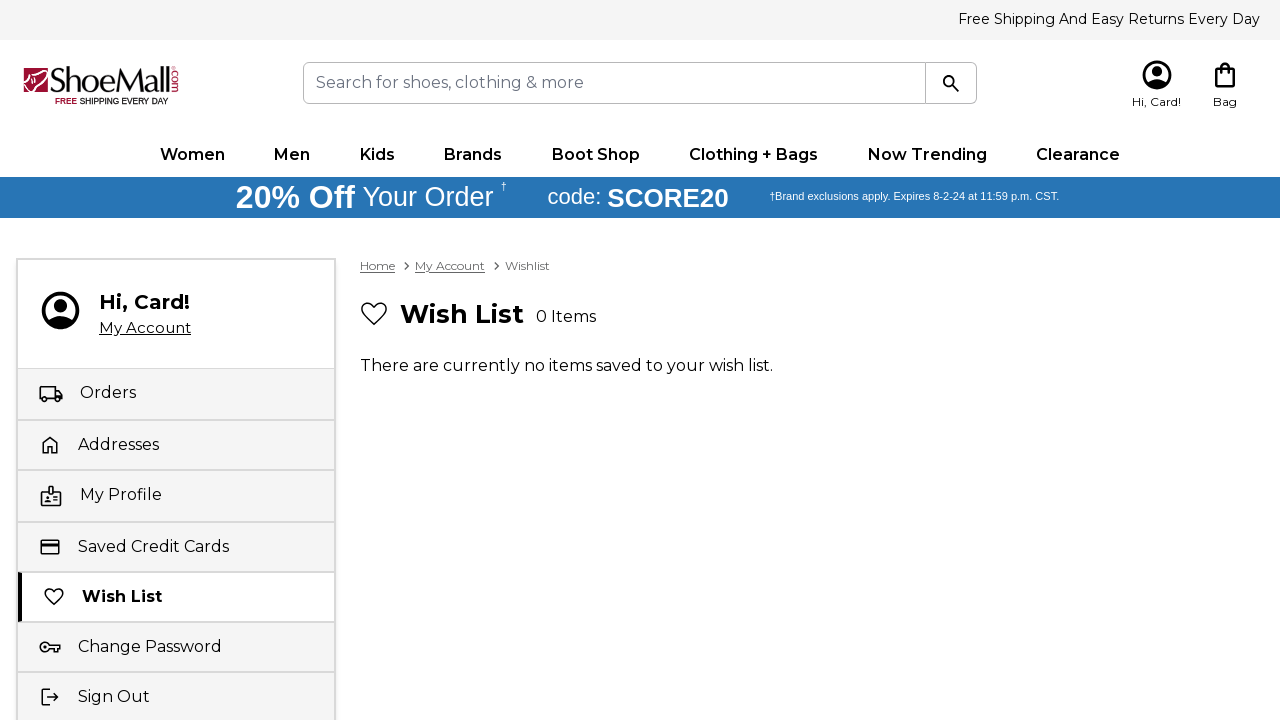 Free Shipping And Easy Returns Every Day
ShoeMall.com
®
FREE SHIPPING EVERY DAY
Search for shoes, clothing & more
Hi, Card!
Bag
Women Men Kids Brands Boot Shop Clothing + Bags Now Trending Clearance
20% Off Your Order † code: SCORE20 †Brand exclusions apply. Expires 8-2-24 at 11:59 p.m. CST.
Hi, Card!
My Account
Orders
Addresses
My Profile
Saved Credit Cards
Wish List
Change Password
Sign Out
Home > My Account > Wishlist
Wish List 0 Items
There are currently no items saved to your wish list.